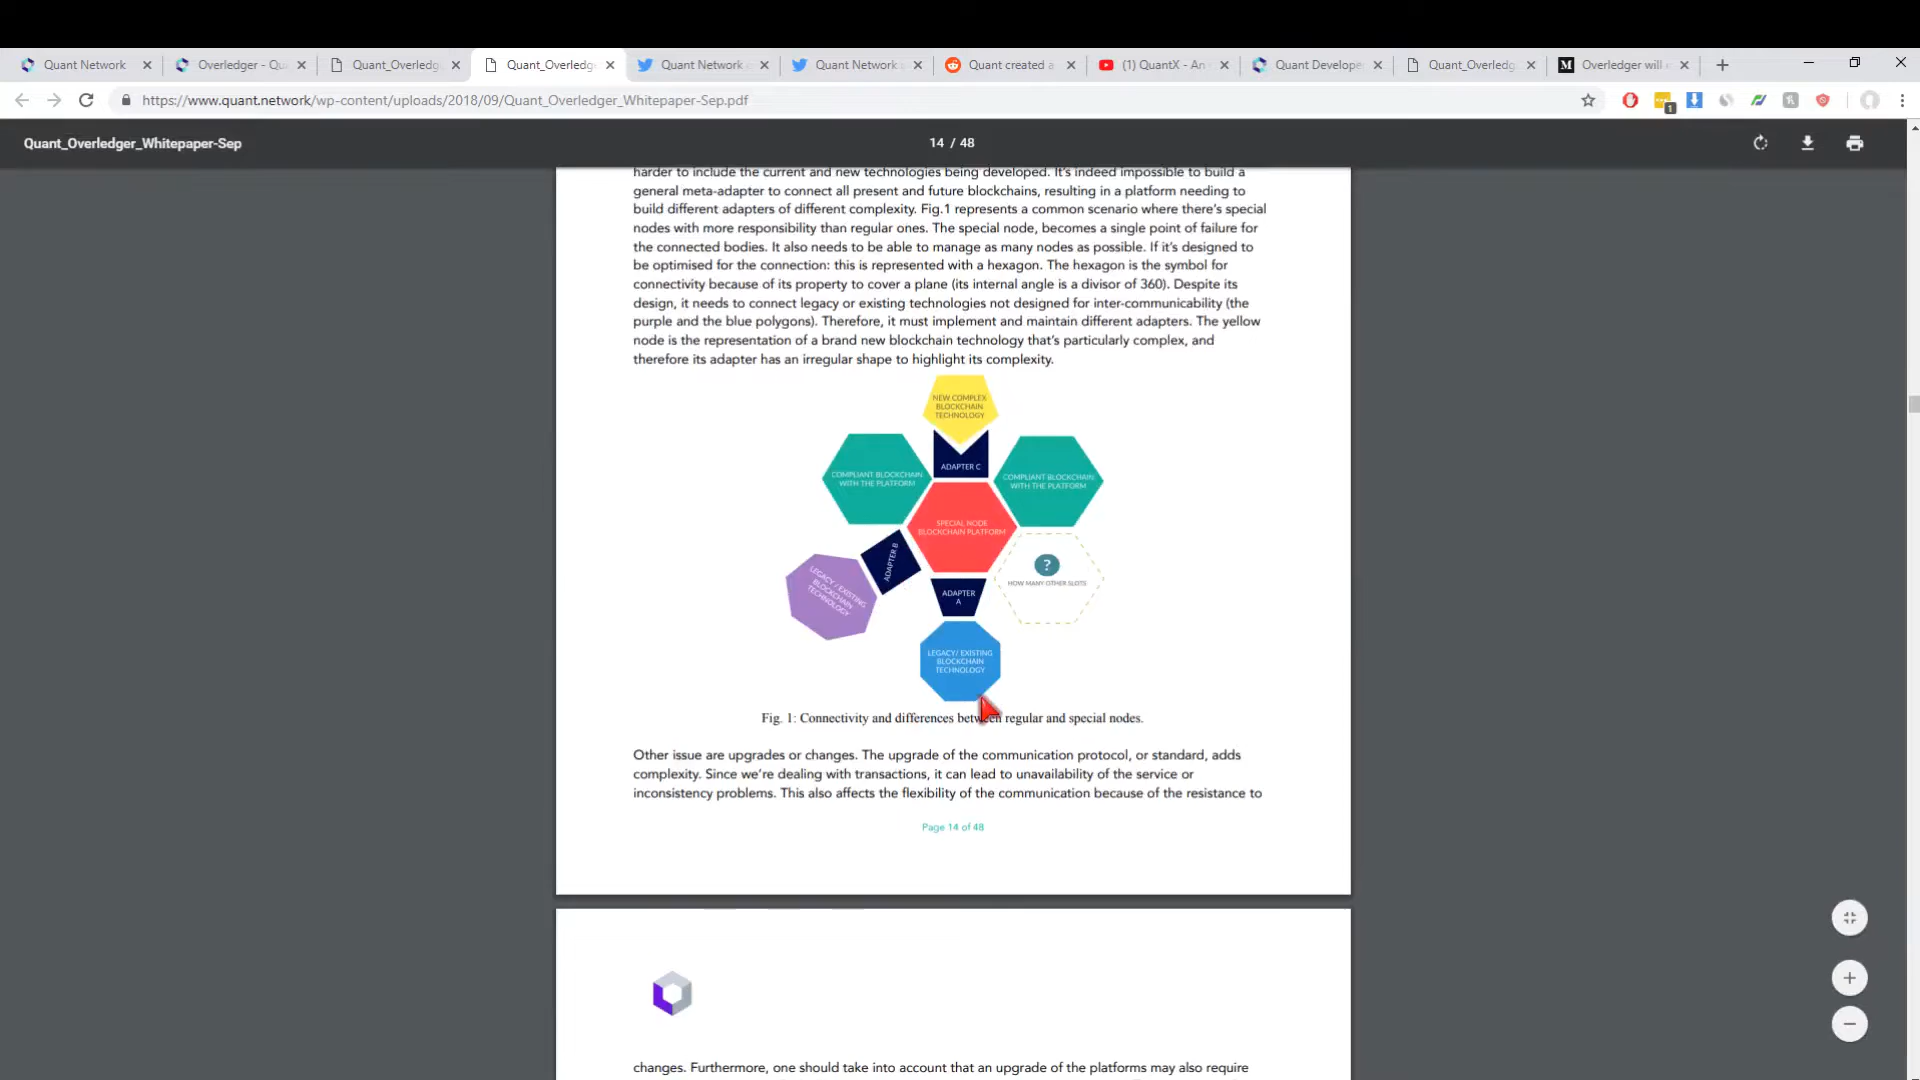 Quant Network
Overledger - Qu
Quant_Overledg
Quant_Overledg
Quant Network
Quant Network
Quant created a
(1) QuantX - An
Quant Develope
Quant_Overledg
Overledger will
https://www.quant.network/wp-content/uploads/2018/09/Quant_Overledger_Whitepaper-Sep.pdf
1
Quant_Overledger_Whitepaper-Sep
14 / 48
harder to include the current and new technologies being developed. It's indeed impossible to build a
general meta-adapter to connect all present and future blockchains, resulting in a platform needing to
build different adapters of different complexity. Fig.1 represents a common scenario where there's special
nodes with more responsibility than regular ones. The special node, becomes a single point of failure for
the connected bodies. It also needs to be able to manage as many nodes as possible. If it's designed to
be optimised for the connection: this is represented with a hexagon. The hexagon is the symbol for
connectivity because of its property to cover a plane (its internal angle is a divisor of 360). Despite its
design, it needs to connect legacy or existing technologies not designed for inter-communicability (the
purple and the blue polygons). Therefore, it must implement and maintain different adapters. The yellow
node is the representation of a brand new blockchain technology that's particularly complex, and
therefore its adapter has an irregular shape to highlight its complexity.
NEW COMPLEX
BLOCKCHAIN
TECHNOLOGY
ADAPTER C
COMPLIANT BLOCKCHAIN
WITH THE PLATFORM
COMPLIANT BLOCKCHAIN
WITH THE PLATFORM
SPECIAL NODE
BLOCKCHAIN PLATFORM
ADAPTER B
?
HOW MANY OTHER SLOTS
LEGACY / EXISTING
BLOCKCHAIN
TECHNOLOGY
ADAPTER
A
LEGACY/ EXISTING
BLOCKCHAIN
TECHNOLOGY
Fig. 1: Connectivity and differences between regular and special nodes.
Other issue are upgrades or changes. The upgrade of the communication protocol, or standard, adds
complexity. Since we're dealing with transactions, it can lead to unavailability of the service or
inconsistency problems. This also affects the flexibility of the communication because of the resistance to
Page 14 of 48
changes. Furthermore, one should take into account that an upgrade of the platforms may also require